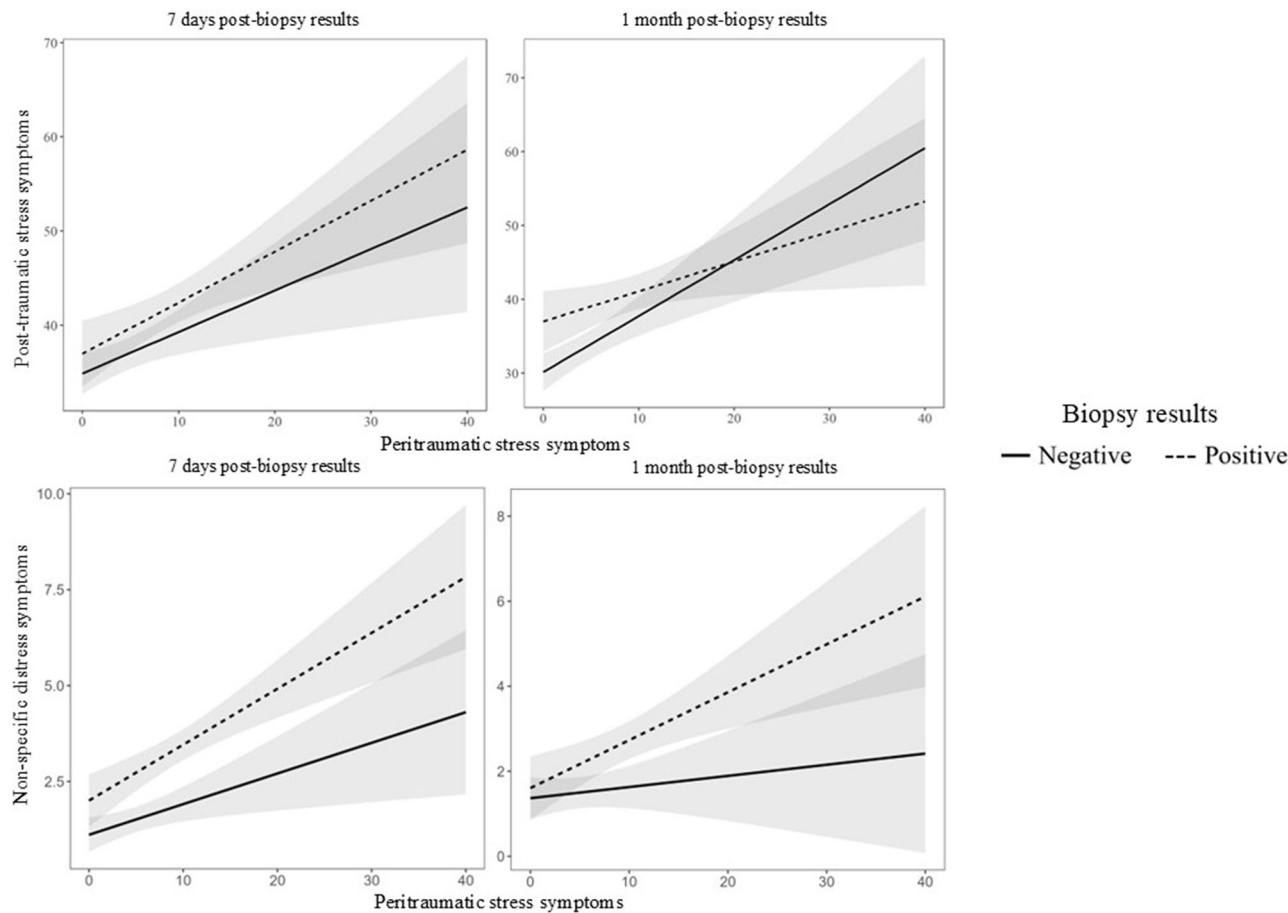 7 days post-biopsy results
1 month post-biopsy results
Post-traumatic stress symptoms
70
60
50
40
0 10 20 30 40
70
60
50
40
30
0 10 20 30 40
Peritraumatic stress symptoms
Biopsy results
Negative Positive
7 days post-biopsy results
1 month post-biopsy results
Non-specific distress symptoms
10.0
7.5
5.0
2.5
0 10 20 30 40
8
6
4
2
0
0 10 20 30 40
Peritraumatic stress symptoms